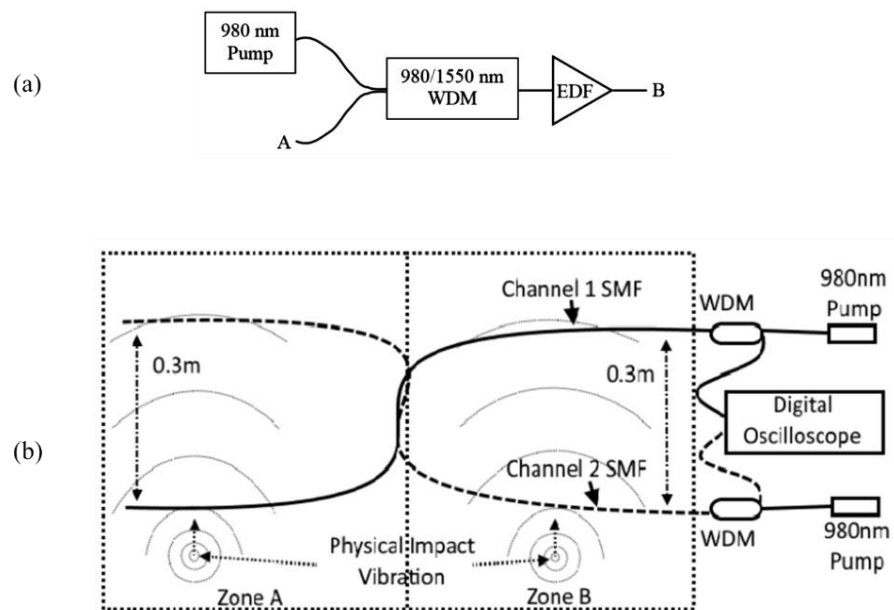 (a)
980 nm
Pump
980/1550 nm
WDM
EDF
B
A
(b)
Channel 1 SMF
WDM
980nm
Pump
0.3m
0.3m
Digital
Oscilloscope
Channel 2 SMF
Physical Impact
Vibration
WDM
980nm
Pump
Zone A
Zone B